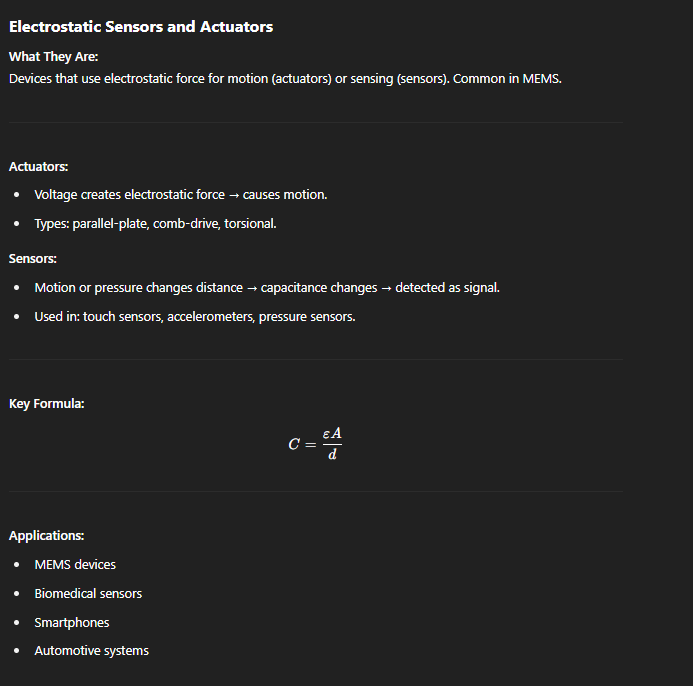 Electrostatic Sensors and Actuators
What They Are:
Devices that use electrostatic force for motion (actuators) or sensing (sensors). Common in MEMS.
Actuators:
• Voltage creates electrostatic force → causes motion.
• Types: parallel-plate, comb-drive, torsional.
Sensors:
• Motion or pressure changes distance → capacitance changes → detected as signal.
• Used in: touch sensors, accelerometers, pressure sensors.
Key Formula:
C = εA/d
Applications:
• MEMS devices
• Biomedical sensors
• Smartphones
• Automotive systems